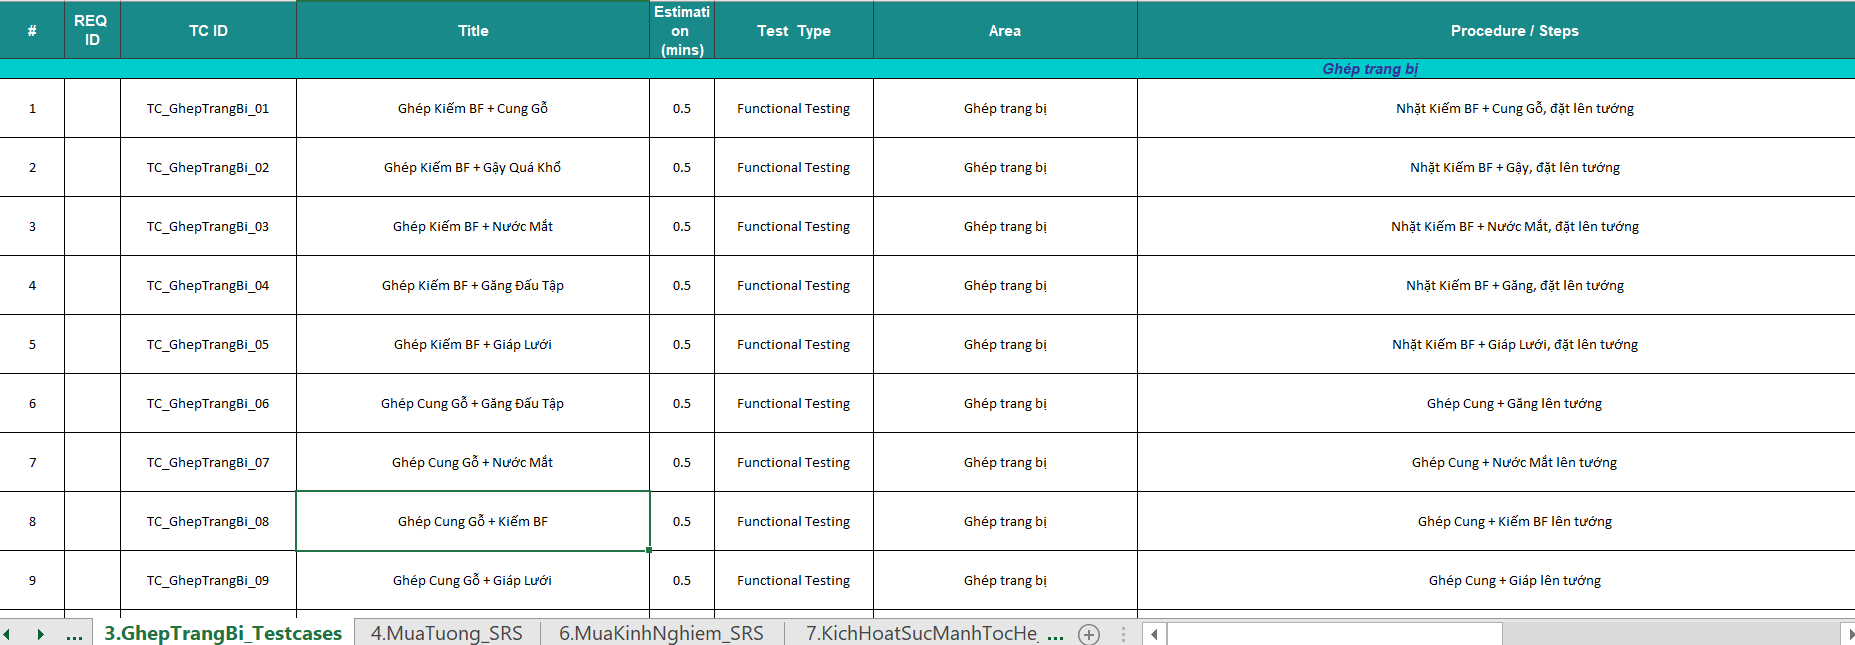 # REQ ID TC ID Title Estimati on (mins) Test Type Area Procedure / Steps
Ghép trang bị
1 TC_GhepTrangBi_01 Ghép Kiếm BF + Cung Gỗ 0.5 Functional Testing Ghép trang bị Nhặt Kiếm BF + Cung Gỗ, đặt lên tướng
2 TC_GhepTrangBi_02 Ghép Kiếm BF + Gậy Quá Khổ 0.5 Functional Testing Ghép trang bị Nhặt Kiếm BF + Gậy, đặt lên tướng
3 TC_GhepTrangBi_03 Ghép Kiếm BF + Nước Mắt 0.5 Functional Testing Ghép trang bị Nhặt Kiếm BF + Nước Mắt, đặt lên tướng
4 TC_GhepTrangBi_04 Ghép Kiếm BF + Găng Đấu Tập 0.5 Functional Testing Ghép trang bị Nhặt Kiếm BF + Găng, đặt lên tướng
5 TC_GhepTrangBi_05 Ghép Kiếm BF + Giáp Lưới 0.5 Functional Testing Ghép trang bị Nhặt Kiếm BF + Giáp Lưới, đặt lên tướng
6 TC_GhepTrangBi_06 Ghép Cung Gỗ + Găng Đấu Tập 0.5 Functional Testing Ghép trang bị Ghép Cung + Găng lên tướng
7 TC_GhepTrangBi_07 Ghép Cung Gỗ + Nước Mắt 0.5 Functional Testing Ghép trang bị Ghép Cung + Nước Mắt lên tướng
8 TC_GhepTrangBi_08 Ghép Cung Gỗ + Kiếm BF 0.5 Functional Testing Ghép trang bị Ghép Cung + Kiếm BF lên tướng
9 TC_GhepTrangBi_09 Ghép Cung Gỗ + Giáp Lưới 0.5 Functional Testing Ghép trang bị Ghép Cung + Giáp lên tướng
... 3.GhepTrangBi_Testcases 4.MuaTuong_SRS 6.MuaKinhNghiem_SRS 7.KichHoatSucManhTocHe_ ...